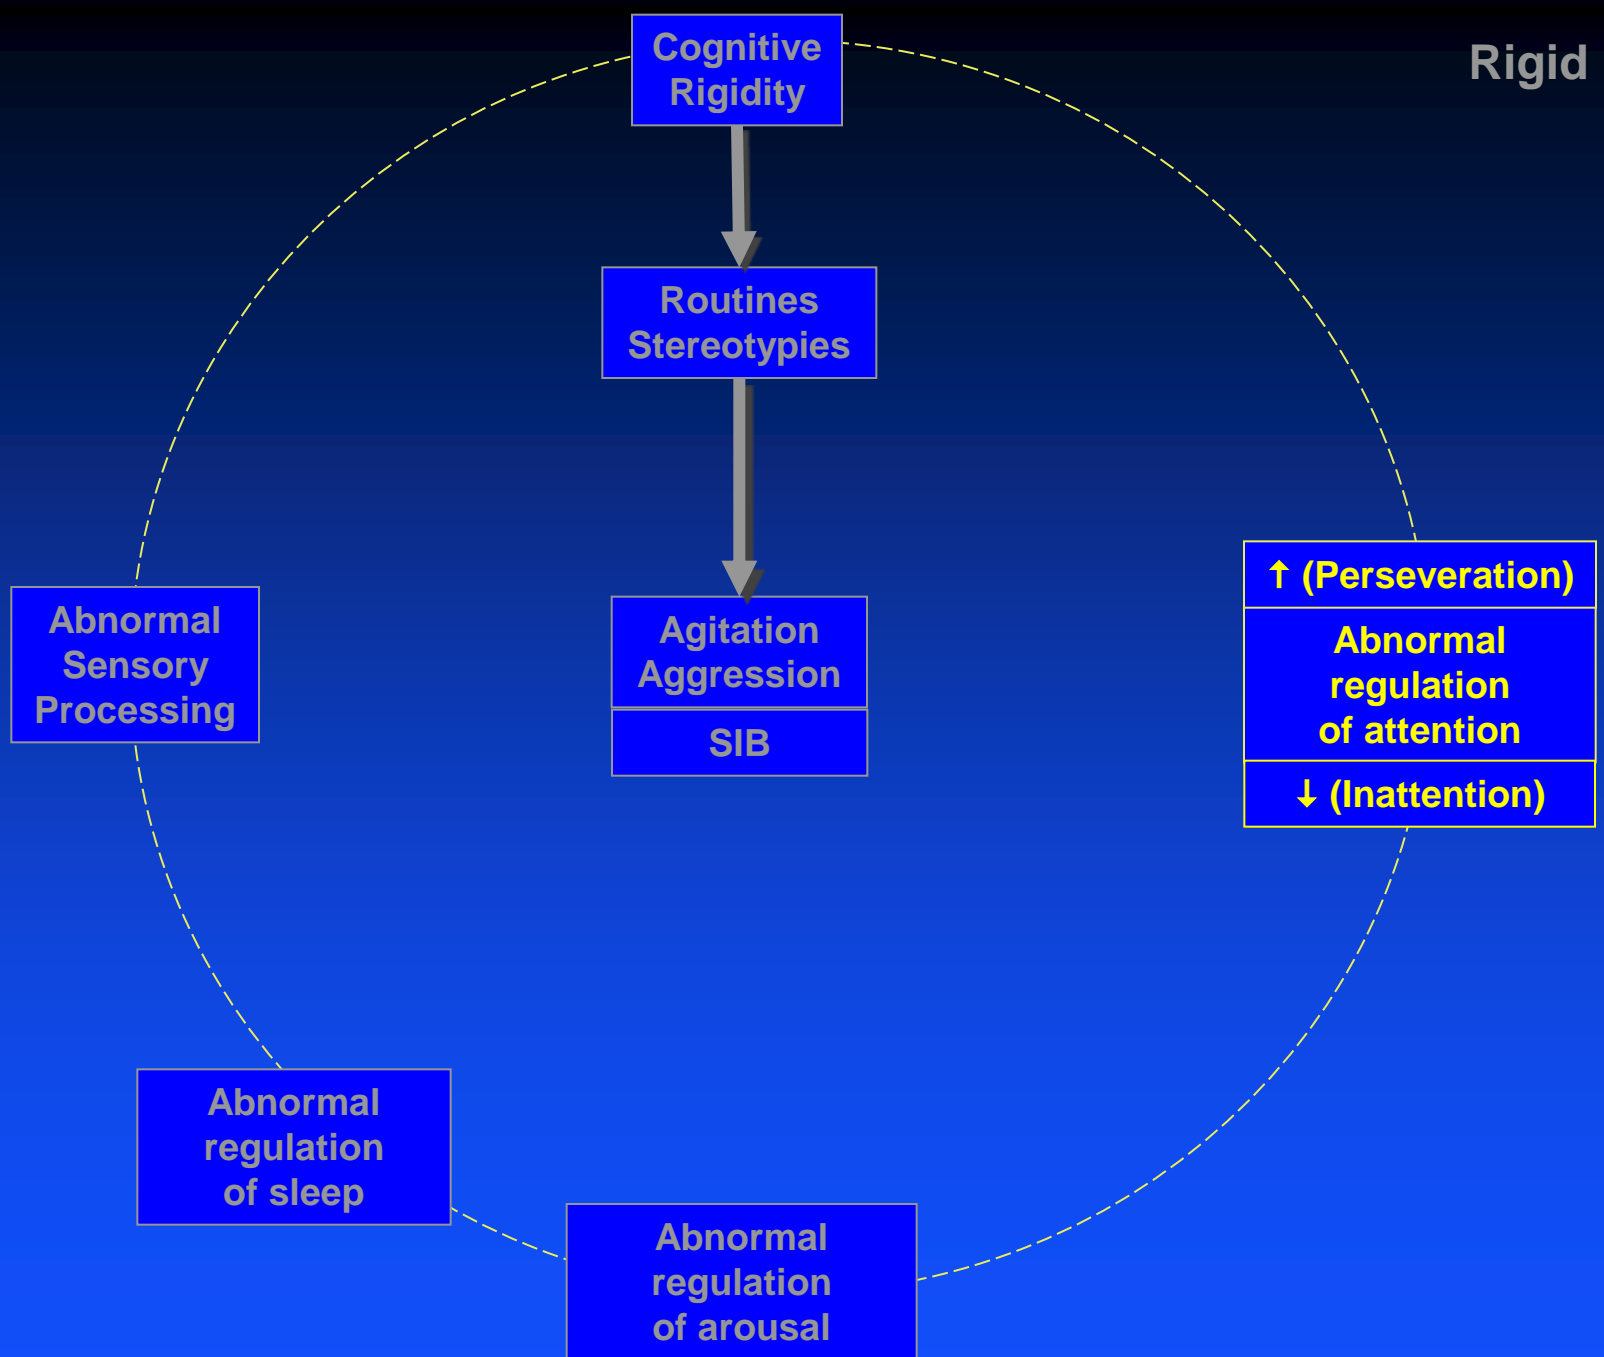 Cognitive
Rigidity
Rigid
Routines
Stereotypies
Agitation
Aggression
SIB
Abnormal
Sensory
Processing
↑ (Perseveration)
Abnormal
regulation
of attention
↓ (Inattention)
Abnormal
regulation
of sleep
Abnormal
regulation
of arousal